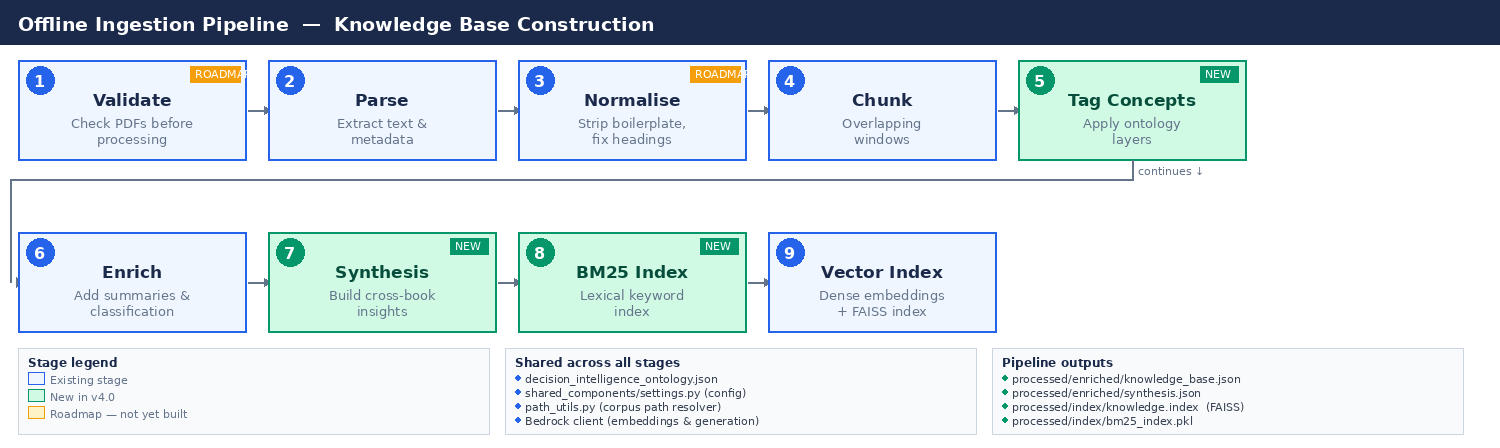 Offline Ingestion Pipeline — Knowledge Base Construction
1
ROADMAP
Validate
Check PDFs before
processing
2
Parse
Extract text &
metadata
3
ROADMAP
Normalise
Strip boilerplate,
fix headings
4
Chunk
Overlapping
windows
5
NEW
Tag Concepts
Apply ontology
layers
continues ↓
6
Enrich
Add summaries &
classification
7
NEW
Synthesis
Build cross-book
insights
8
NEW
BM25 Index
Lexical keyword
index
9
Vector Index
Dense embeddings
+ FAISS index
Stage legend
Existing stage
New in v4.0
Roadmap — not yet built
Shared across all stages
decision_intelligence_ontology.json
shared_components/settings.py (config)
path_utils.py (corpus path resolver)
Bedrock client (embeddings & generation)
Pipeline outputs
processed/enriched/knowledge_base.json
processed/enriched/synthesis.json
processed/index/knowledge.index (FAISS)
processed/index/bm25_index.pkl